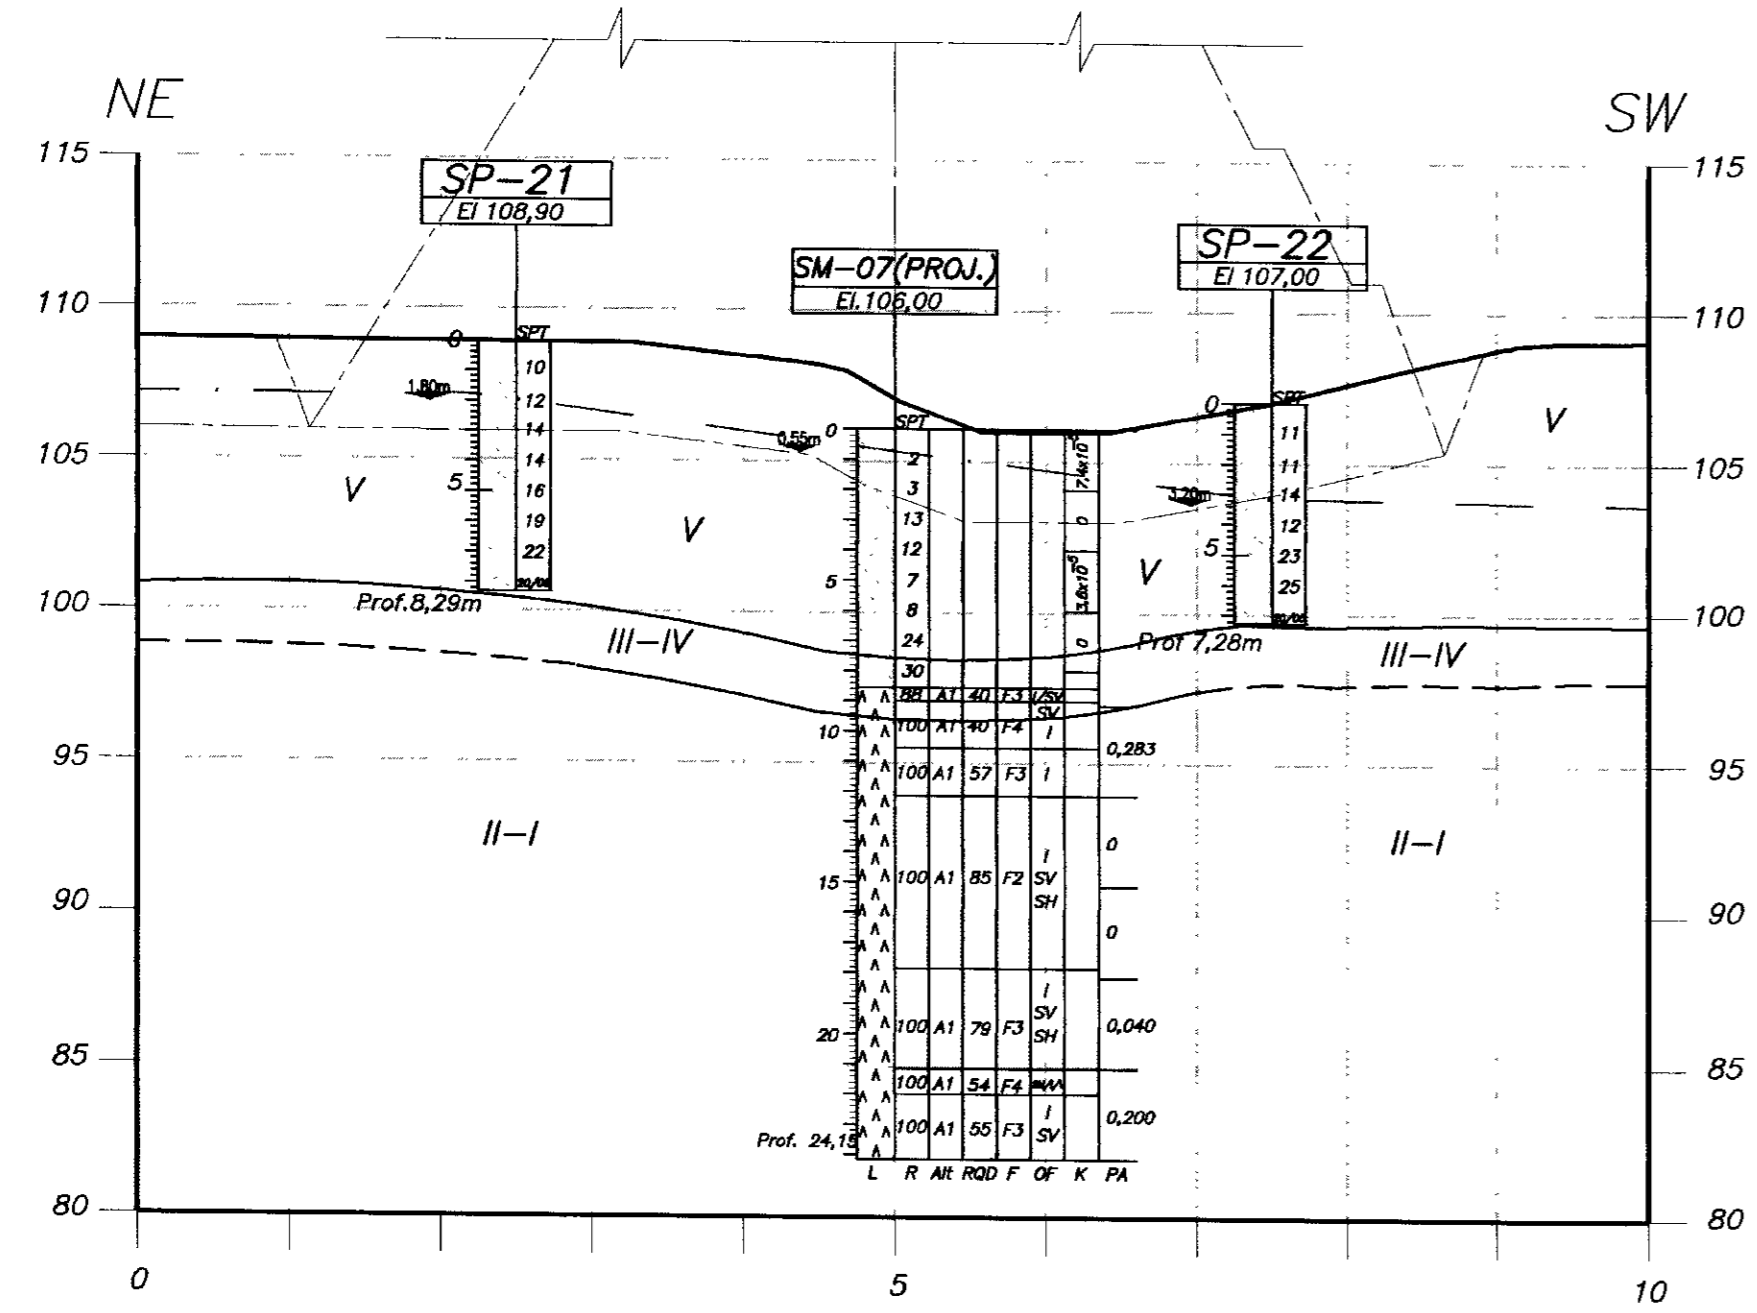 NE
SW
115
115
SP-21
El 108,90
SP-22
El 107,00
SM-07(PROJ.)
El.106,00
110
110
0
SPT
10
1,80m
12
14
14
5
16
19
22
Prof.8,29m
0
SPT
0,55m
2
3
13
12
5
7
8
24
30
0
0
0
SPT
11
11
3,20m
14
12
5
23
25
Prof 7,28m
105
105
V
V
V
V
100
100
III-IV
III-IV
88 A1 40 F3 I/SV
SV
10
100 A1 40 F4 I
0,283
95
95
100 A1 57 F3 I
II-I
II-I
0
I
15
100 A1 85 F2 SV
SH
90
90
0
I
SV
20
100 A1 79 F3 SH
0,040
85
85
100 A1 54 F4
I
0,200
100 A1 55 F3 SV
Prof. 24,15
L R Alt RQD F OF K PA
80
80
0
5
10